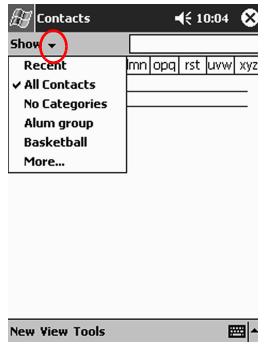 Contacts 10:04
Show
Recent lmn opq rst uvw xyz
All Contacts
No Categories
Alum group
Basketball
More...
New View Tools